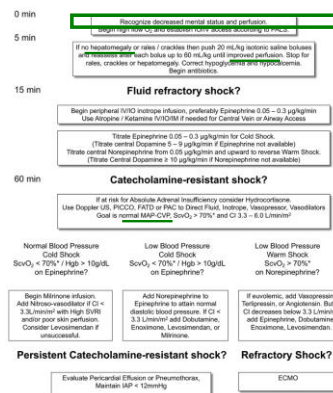 0 min
Recognize decreased mental status and perfusion.
Begin high flow O₂ and establish IO/IV access according to PALS.
5 min
If no hepatomegaly or rales / crackles then push 20 mL/kg isotonic saline boluses
and reassess after each bolus up to 60 mL/kg until improved perfusion. Stop for
rales, crackles or hepatomegaly. Correct hypoglycemia and hypocalcemia.
Begin antibiotics.
15 min
Fluid refractory shock?
Begin peripheral IV/IO inotrope infusion, preferably Epinephrine 0.05 – 0.3 µg/kg/min
Use Atropine / Ketamine IV/IO/IM if needed for Central Vein or Airway Access
Titrate Epinephrine 0.05 – 0.3 µg/kg/min for Cold Shock.
(Titrate central Dopamine 5 – 9 µg/kg/min if Epinephrine not available)
Titrate central Norepinephrine from 0.05 µg/kg/min and upward to reverse Warm Shock.
(Titrate Central Dopamine ≥ 10 µg/kg/min if Norepinephrine not available)
60 min
Catecholamine-resistant shock?
If at risk for Absolute Adrenal Insufficiency consider Hydrocortisone.
Use Doppler US, PICCO, FATD or PAC to Direct Fluid, Inotrope, Vasopressor, Vasodilators
Goal is normal MAP-CVP, ScvO₂ > 70%* and CI 3.3 – 6.0 L/min/m²
Normal Blood Pressure
Cold Shock
ScvO₂ < 70%* / Hgb > 10g/dL
on Epinephrine?
Low Blood Pressure
Cold Shock
ScvO₂ < 70%* / Hgb > 10g/dL
on Epinephrine?
Low Blood Pressure
Warm Shock
ScvO₂ > 70%*
on Norepinephrine?
Begin Milrinone infusion.
Add Nitroso-vasodilator if CI <
3.3L/min/m² with High SVRI
and/or poor skin perfusion.
Consider Levosimendan if
unsuccessful.
Add Norepinephrine to
Epinephrine to attain normal
diastolic blood pressure. If CI <
3.3 L/min/m² add Dobutamine,
Enoximone, Levosimendan, or
Milrinone.
If euvolemic, add Vasopressin,
Terlipressin, or Angiotensin. But
CI decreases below 3.3 L/min/m²
add Epinephrine, Dobutamine,
Enoximone, Levosimendan.
Persistent Catecholamine-resistant shock?
Refractory Shock?
Evaluate Pericardial Effusion or Pneumothorax,
Maintain IAP < 12mmHg
ECMO